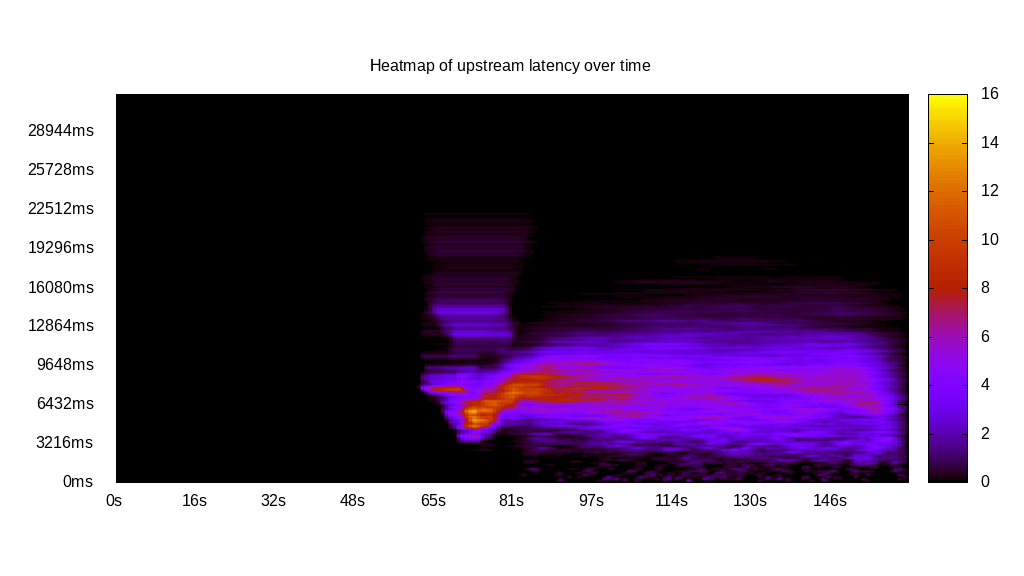 Heatmap of upstream latency over time
28944ms
25728ms
22512ms
19296ms
16080ms
12864ms
9648ms
6432ms
3216ms
0ms
0s 16s 32s 48s 65s 81s 97s 114s 130s 146s
16
14
12
10
8
6
4
2
0